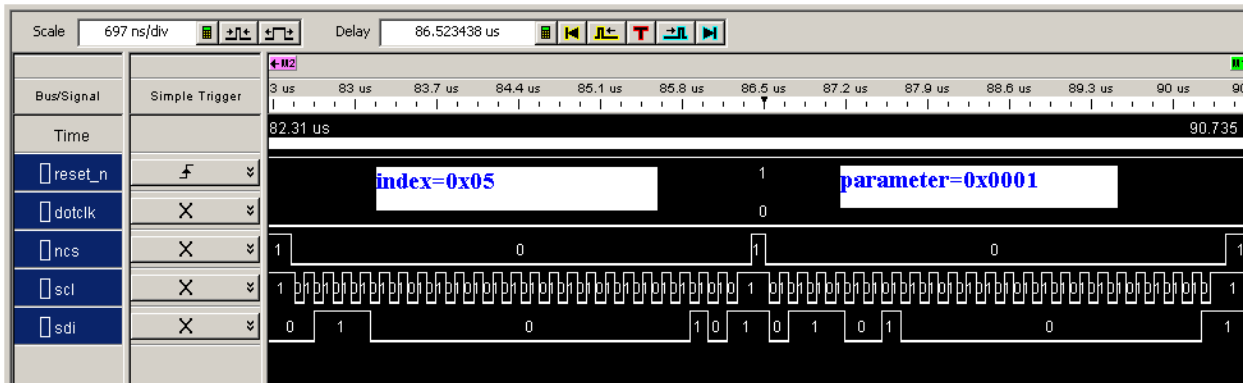 Scale 697 ns/div Delay 86.523438 us T
M2
Bus/Signal Simple Trigger 3 us 83 us 83.7 us 84.4 us 85.1 us 85.8 us 86.5 us 87.2 us 87.9 us 88.6 us 89.3 us 90 us 90
Time 82.31 us 90.735
reset_n index=0x05 1 parameter=0x0001
dotclk X 0
ncs X 1 0 1 0 1
scl X 1 1 1
sdi X 0 1 0 1 0 1 0 1 0 1 0 1